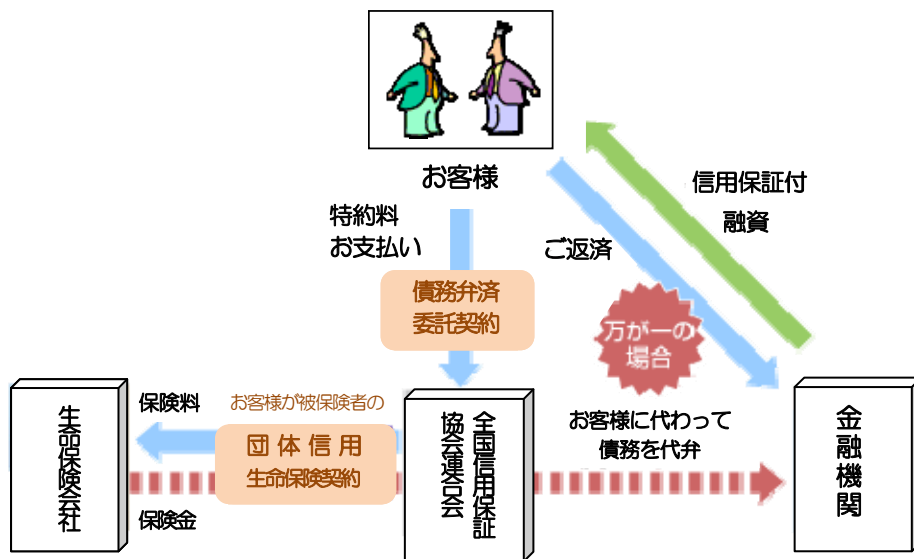 お客様
特約料
お支払い
債務弁済
委託契約
ご返済
信用保証付
融資
万が一の
場合
生命保険会社
保険料
お客様が被保険者の
団体信用
生命保険契約
保険金
全国信用保証
協会連合会
お客様に代わって
債務を代弁
金融機関